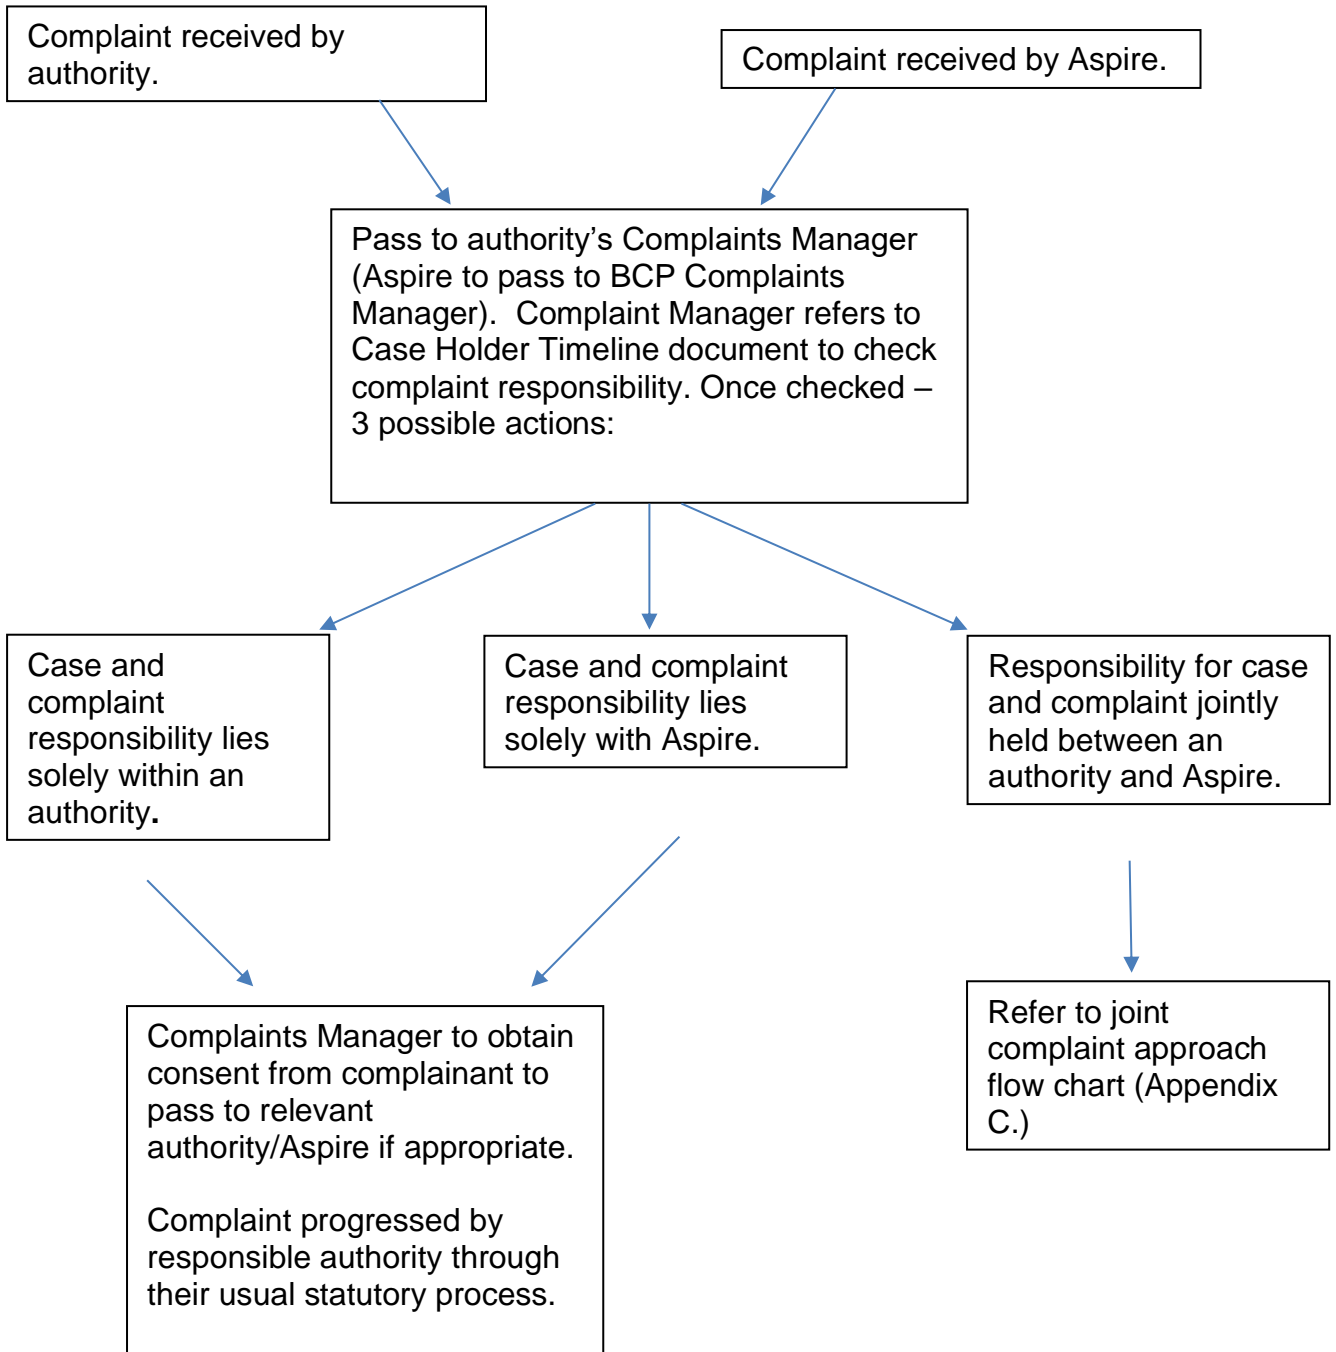 Complaint received by
authority.
Complaint received by Aspire.
Pass to authority’s Complaints Manager
(Aspire to pass to BCP Complaints
Manager).  Complaint Manager refers to
Case Holder Timeline document to check
complaint responsibility. Once checked –
3 possible actions:
Case and
complaint
responsibility lies
solely within an
authority.
Case and complaint
responsibility lies
solely with Aspire.
Responsibility for case
and complaint jointly
held between an
authority and Aspire.
Complaints Manager to obtain
consent from complainant to
pass to relevant
authority/Aspire if appropriate.
Complaint progressed by
responsible authority through
their usual statutory process.
Refer to joint
complaint approach
flow chart (Appendix
C.)